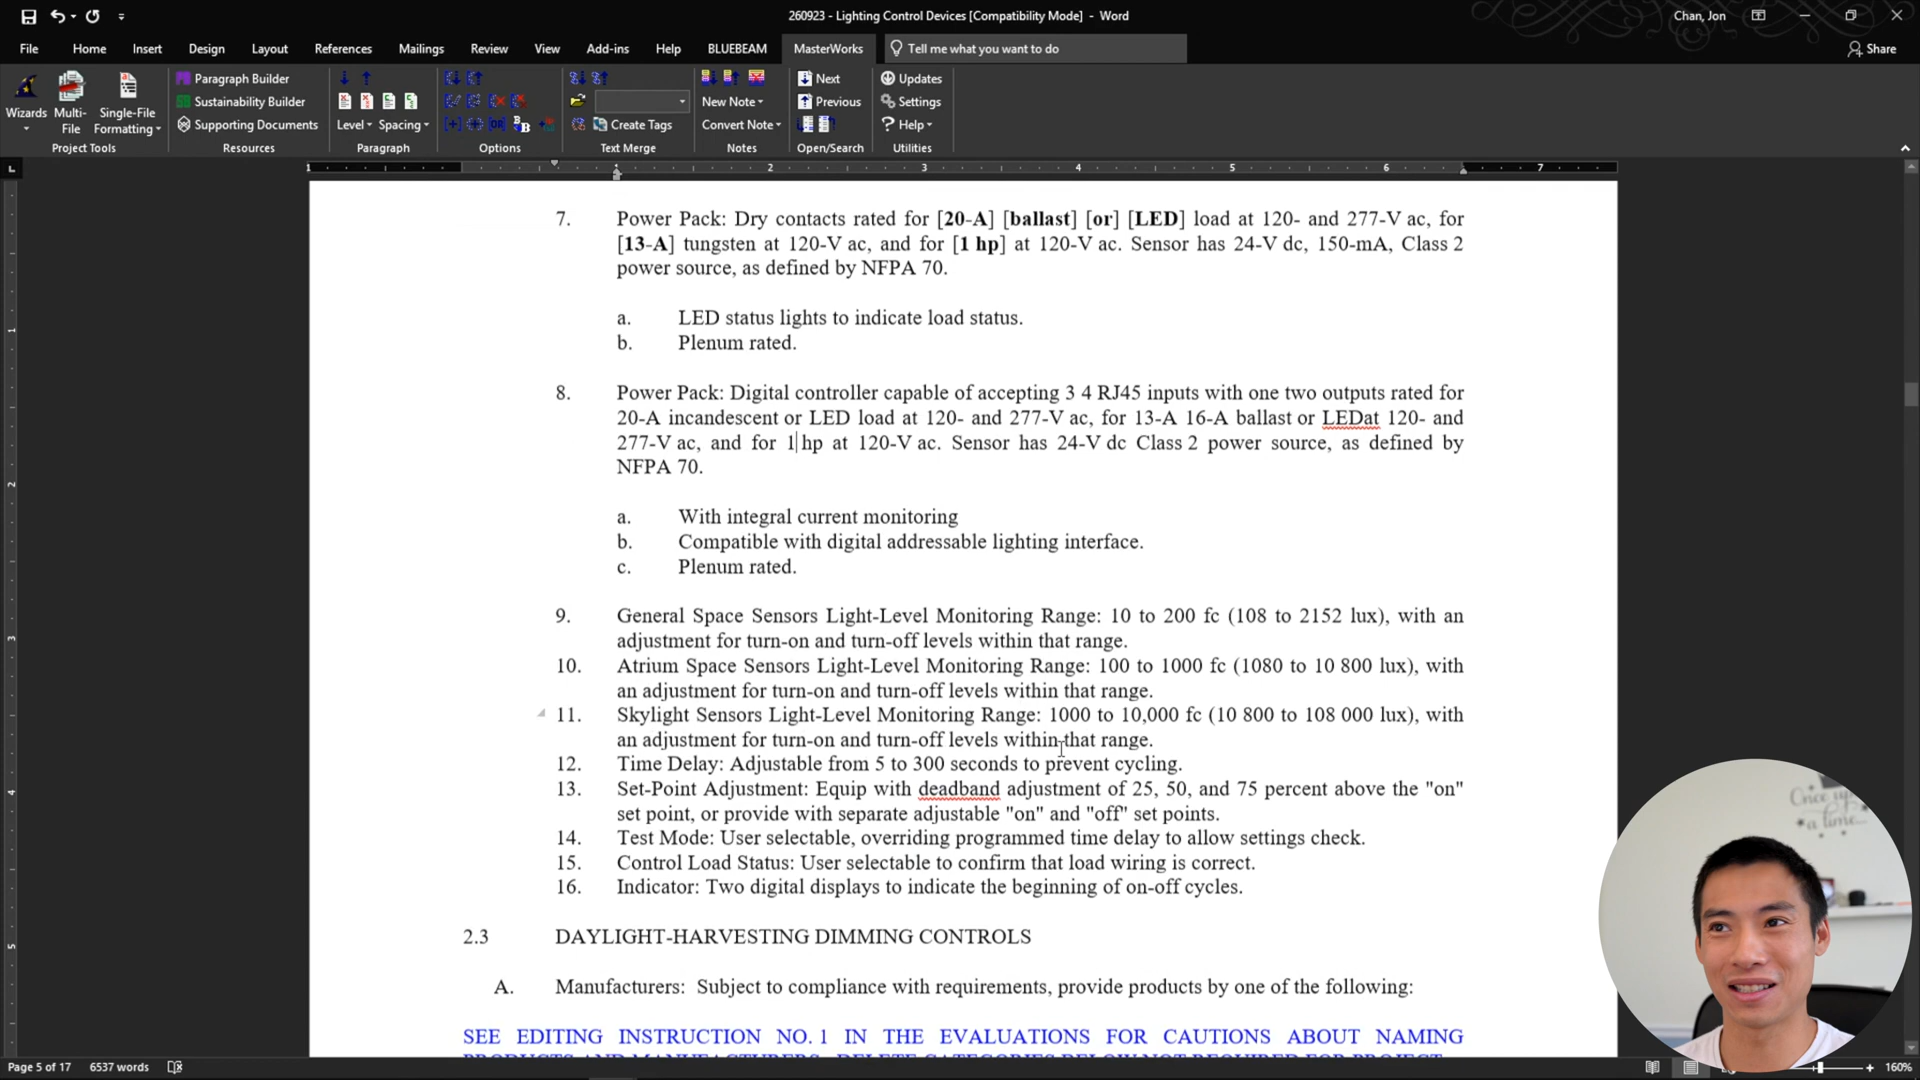 260923 - Lighting Control Devices [Compatibility Mode] - Word
Chan, Jon
File Home Insert Design Layout References Mailings Review View Add-ins Help BLUEBEAM MasterWorks Tell me what you want to do Share
Wizards
Multi-File
Single-File Formatting
Project Tools
Paragraph Builder
Sustainability Builder
Supporting Documents
Resources
Level Spacing
Paragraph
Options
Create Tags
Text Merge
New Note
Convert Note
Notes
Next
Previous
Open/Search
Updates
Settings
Help
Utilities
1 1 2 3 4 5 6 7
7. Power Pack: Dry contacts rated for [20-A] [ballast] [or] [LED] load at 120- and 277-V ac, for
[13-A] tungsten at 120-V ac, and for [1 hp] at 120-V ac. Sensor has 24-V dc, 150-mA, Class 2
power source, as defined by NFPA 70.
a. LED status lights to indicate load status.
b. Plenum rated.
8. Power Pack: Digital controller capable of accepting 3 4 RJ45 inputs with one two outputs rated for
20-A incandescent or LED load at 120- and 277-V ac, for 13-A 16-A ballast or LEDat 120- and
277-V ac, and for 1 hp at 120-V ac. Sensor has 24-V dc Class 2 power source, as defined by
NFPA 70.
a. With integral current monitoring
b. Compatible with digital addressable lighting interface.
c. Plenum rated.
9. General Space Sensors Light-Level Monitoring Range: 10 to 200 fc (108 to 2152 lux), with an
adjustment for turn-on and turn-off levels within that range.
10. Atrium Space Sensors Light-Level Monitoring Range: 100 to 1000 fc (1080 to 10 800 lux), with
an adjustment for turn-on and turn-off levels within that range.
11. Skylight Sensors Light-Level Monitoring Range: 1000 to 10,000 fc (10 800 to 108 000 lux), with
an adjustment for turn-on and turn-off levels within that range.
12. Time Delay: Adjustable from 5 to 300 seconds to prevent cycling.
13. Set-Point Adjustment: Equip with deadband adjustment of 25, 50, and 75 percent above the "on"
set point, or provide with separate adjustable "on" and "off" set points.
14. Test Mode: User selectable, overriding programmed time delay to allow settings check.
15. Control Load Status: User selectable to confirm that load wiring is correct.
16. Indicator: Two digital displays to indicate the beginning of on-off cycles.
2.3 DAYLIGHT-HARVESTING DIMMING CONTROLS
A. Manufacturers: Subject to compliance with requirements, provide products by one of the following:
SEE EDITING INSTRUCTION NO. 1 IN THE EVALUATIONS FOR CAUTIONS ABOUT NAMING
PRODUCTS AND MANUFACTURERS. DELETE CATEGORIES BELOW NOT REQUIRED FOR PROJECT
Once upon
a time...
Page 5 of 17 6537 words 160%